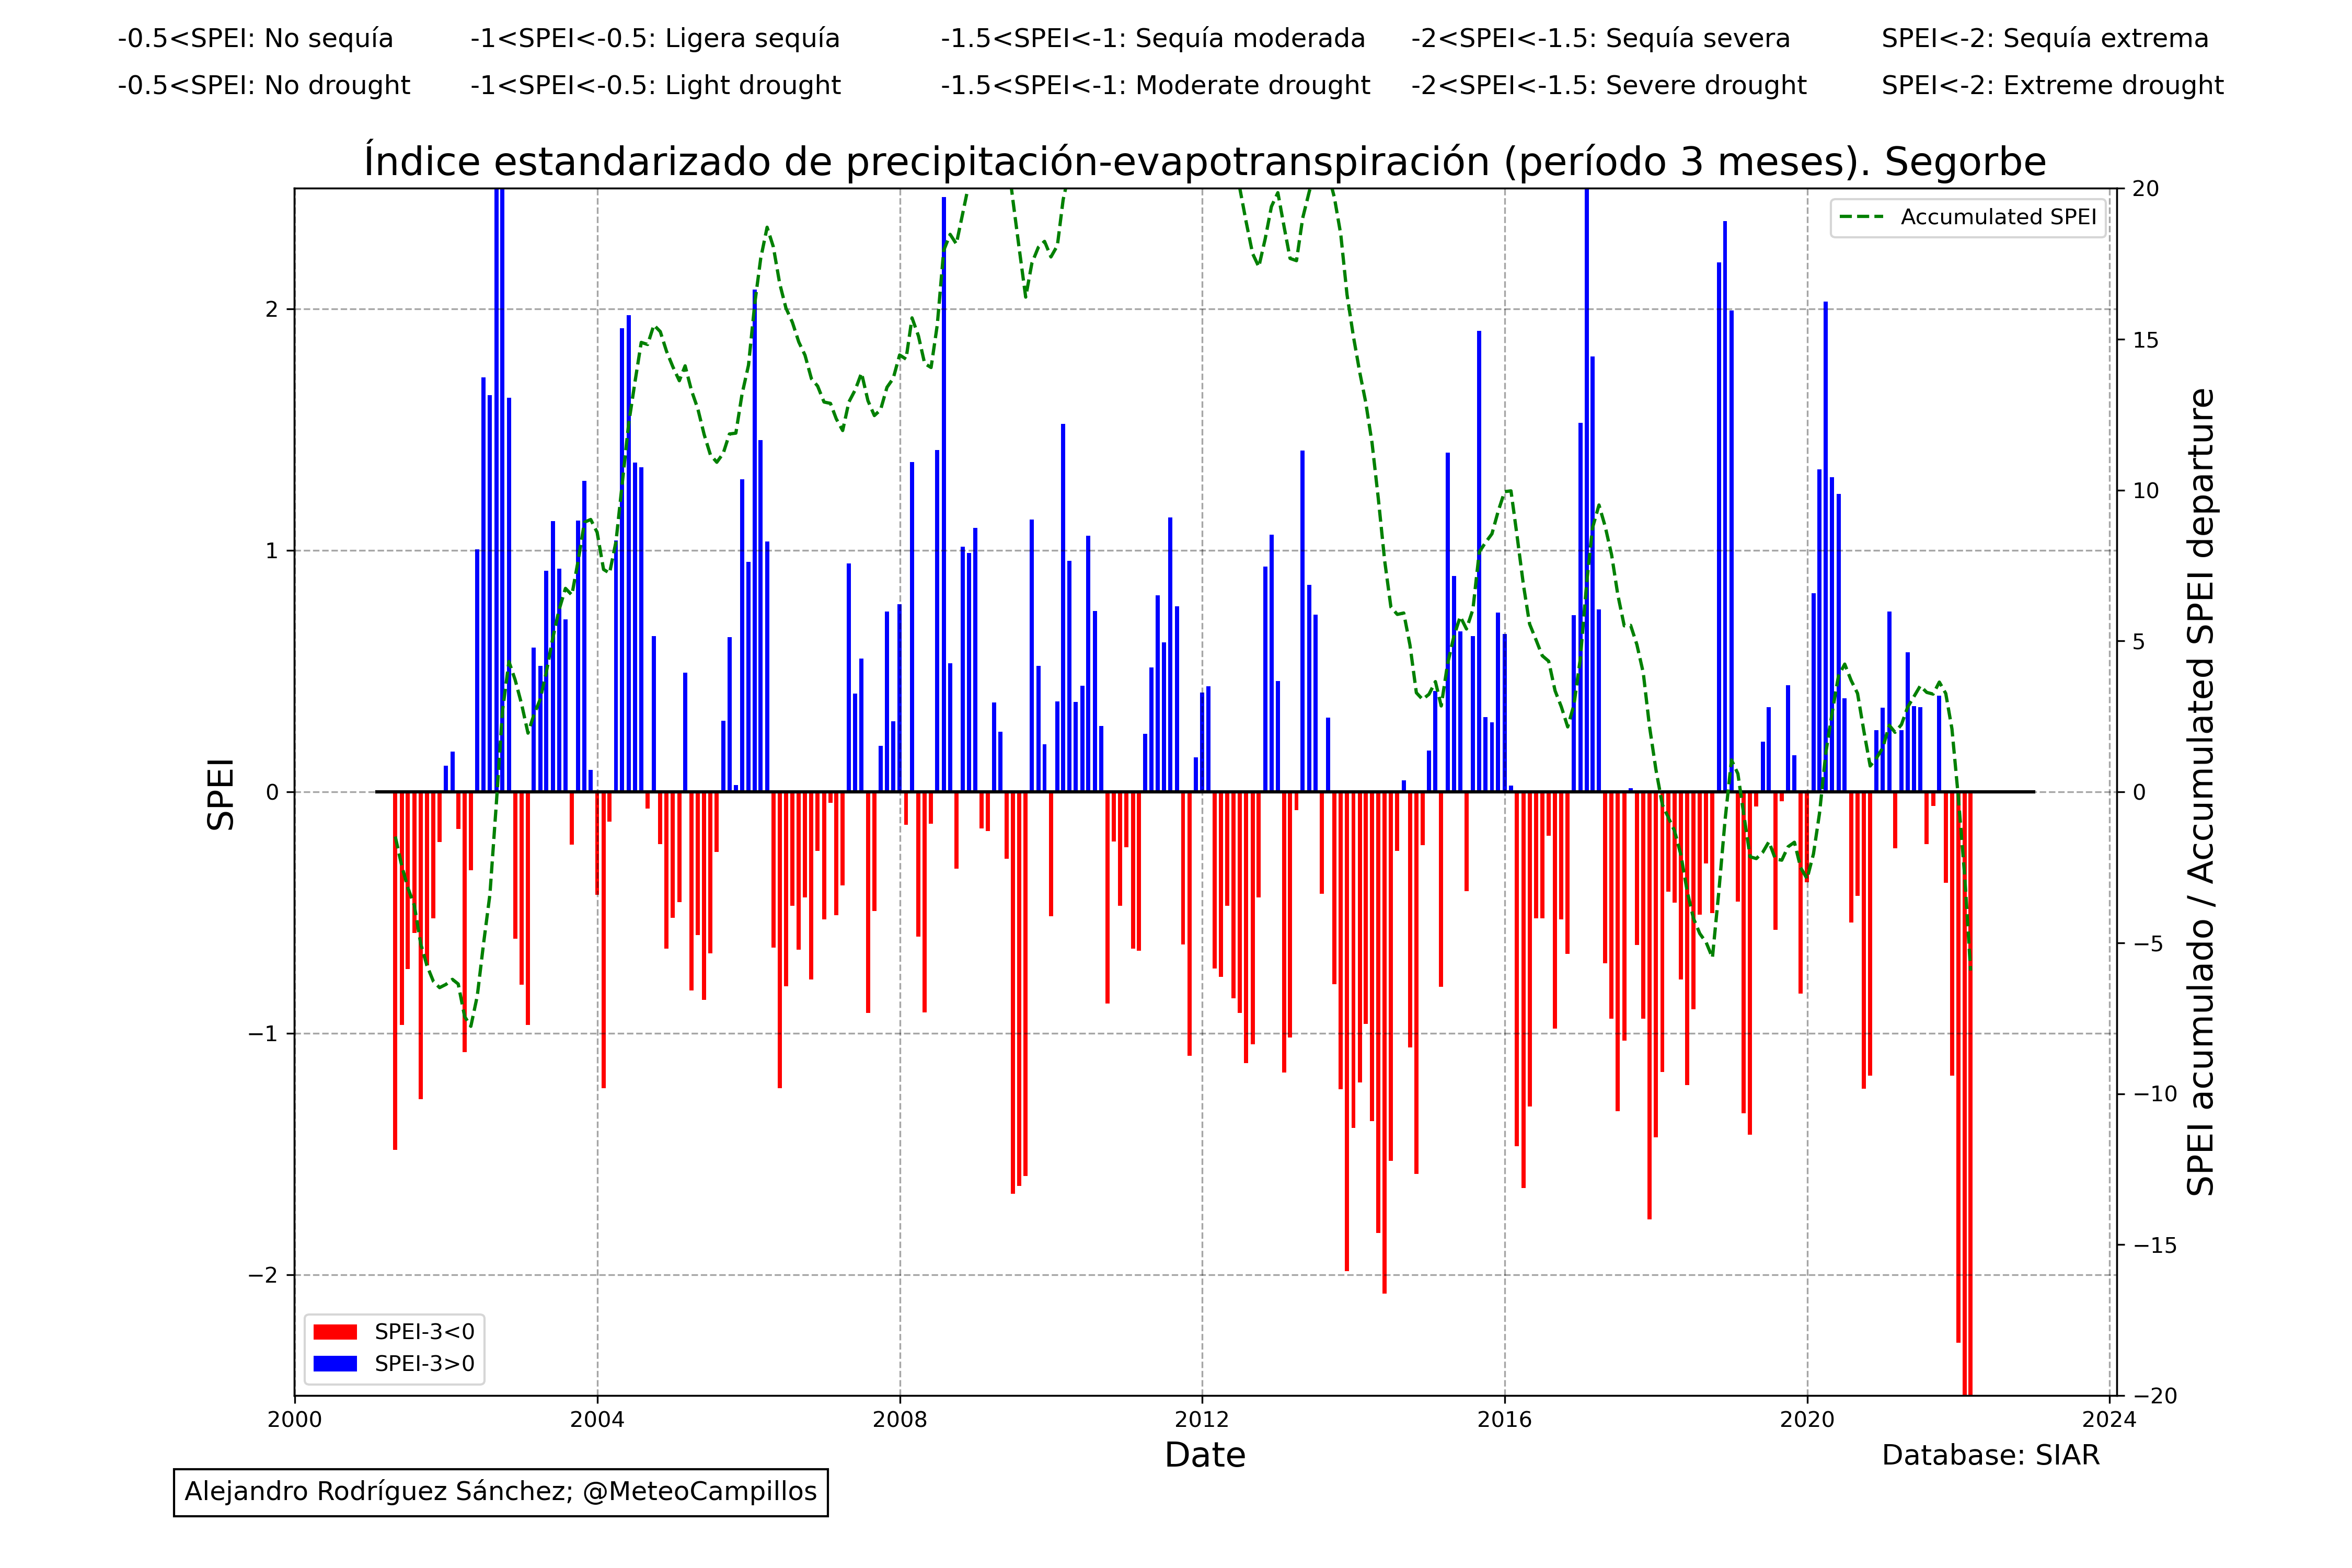 -0.5<SPEI: No sequía -1<SPEI<-0.5: Ligera sequía -1.5<SPEI<-1: Sequía moderada -2<SPEI<-1.5: Sequía severa SPEI<-2: Sequía extrema
-0.5<SPEI: No drought -1<SPEI<-0.5: Light drought -1.5<SPEI<-1: Moderate drought -2<SPEI<-1.5: Severe drought SPEI<-2: Extreme drought
Índice estandarizado de precipitación-evapotranspiración (período 3 meses). Segorbe
SPEI
2
1
0
−1
−2
Accumulated SPEI
20
15
10
5
0
−5
−10
−15
−20
SPEI acumulado / Accumulated SPEI departure
SPEI-3<0
SPEI-3>0
2000 2004 2008 2012 2016 2020 2024
Date
Database: SIAR
Alejandro Rodríguez Sánchez; @MeteoCampillos